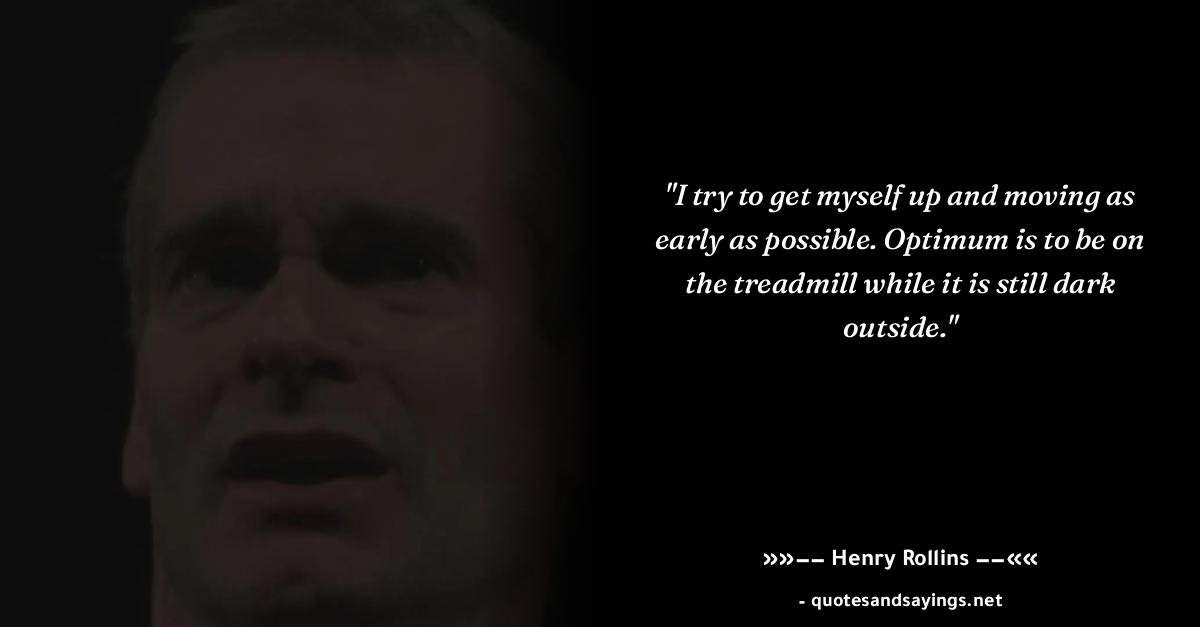 "I try to get myself up and moving as
early as possible. Optimum is to be on
the treadmill while it is still dark
outside."
»»−− Henry Rollins −−««
- quotesandsayings.net